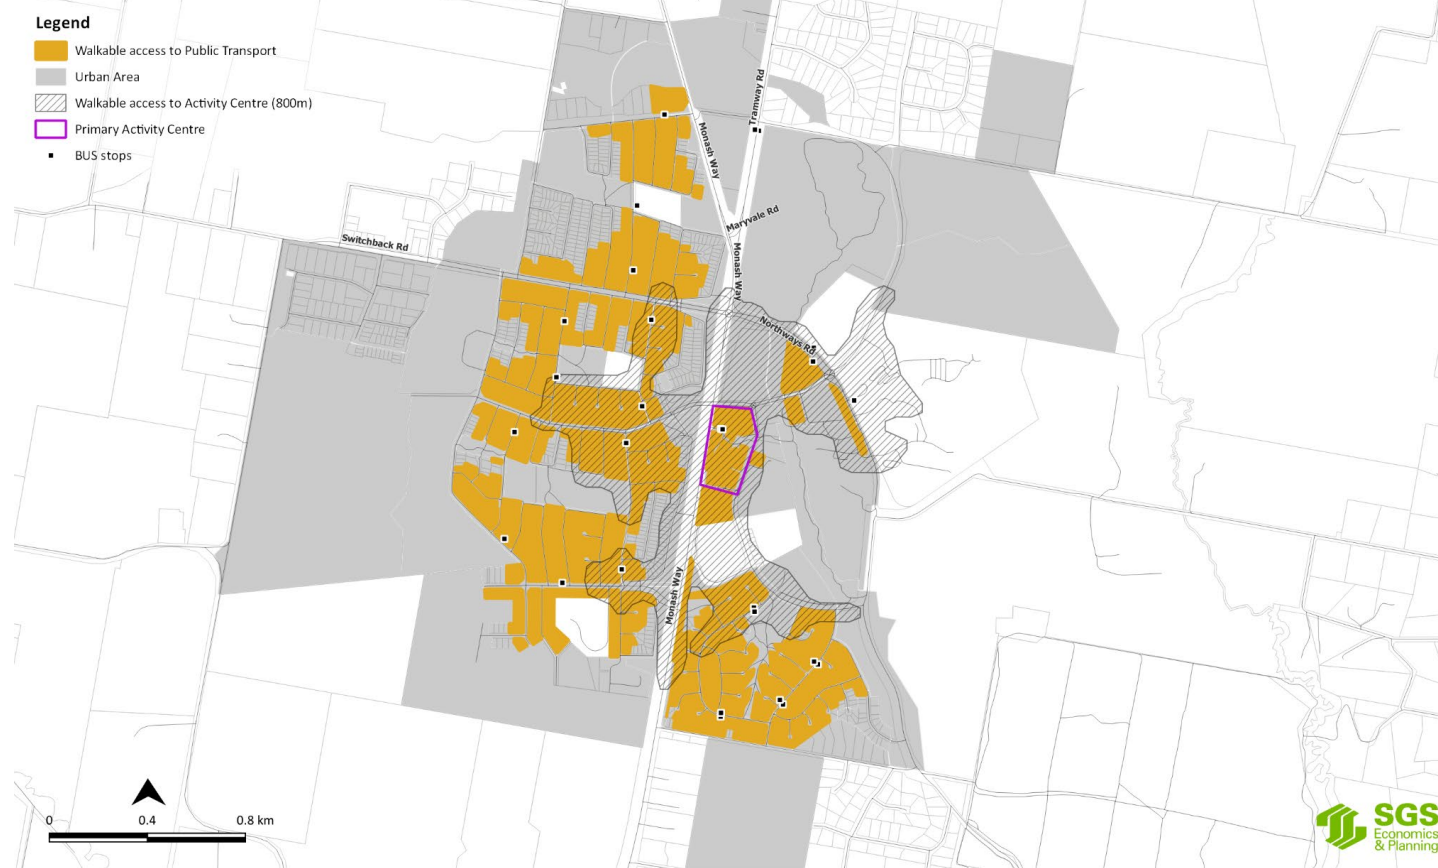 Legend
Walkable access to Public Transport
Urban Area
Walkable access to Activity Centre (800m)
Primary Activity Centre
BUS stops
Tramway Rd
Monash Way
Maryvale Rd
Switchback Rd
Monash Way
Northways Rd
Monash Way
0 0.4 0.8 km
SGS
Economics
& Planning